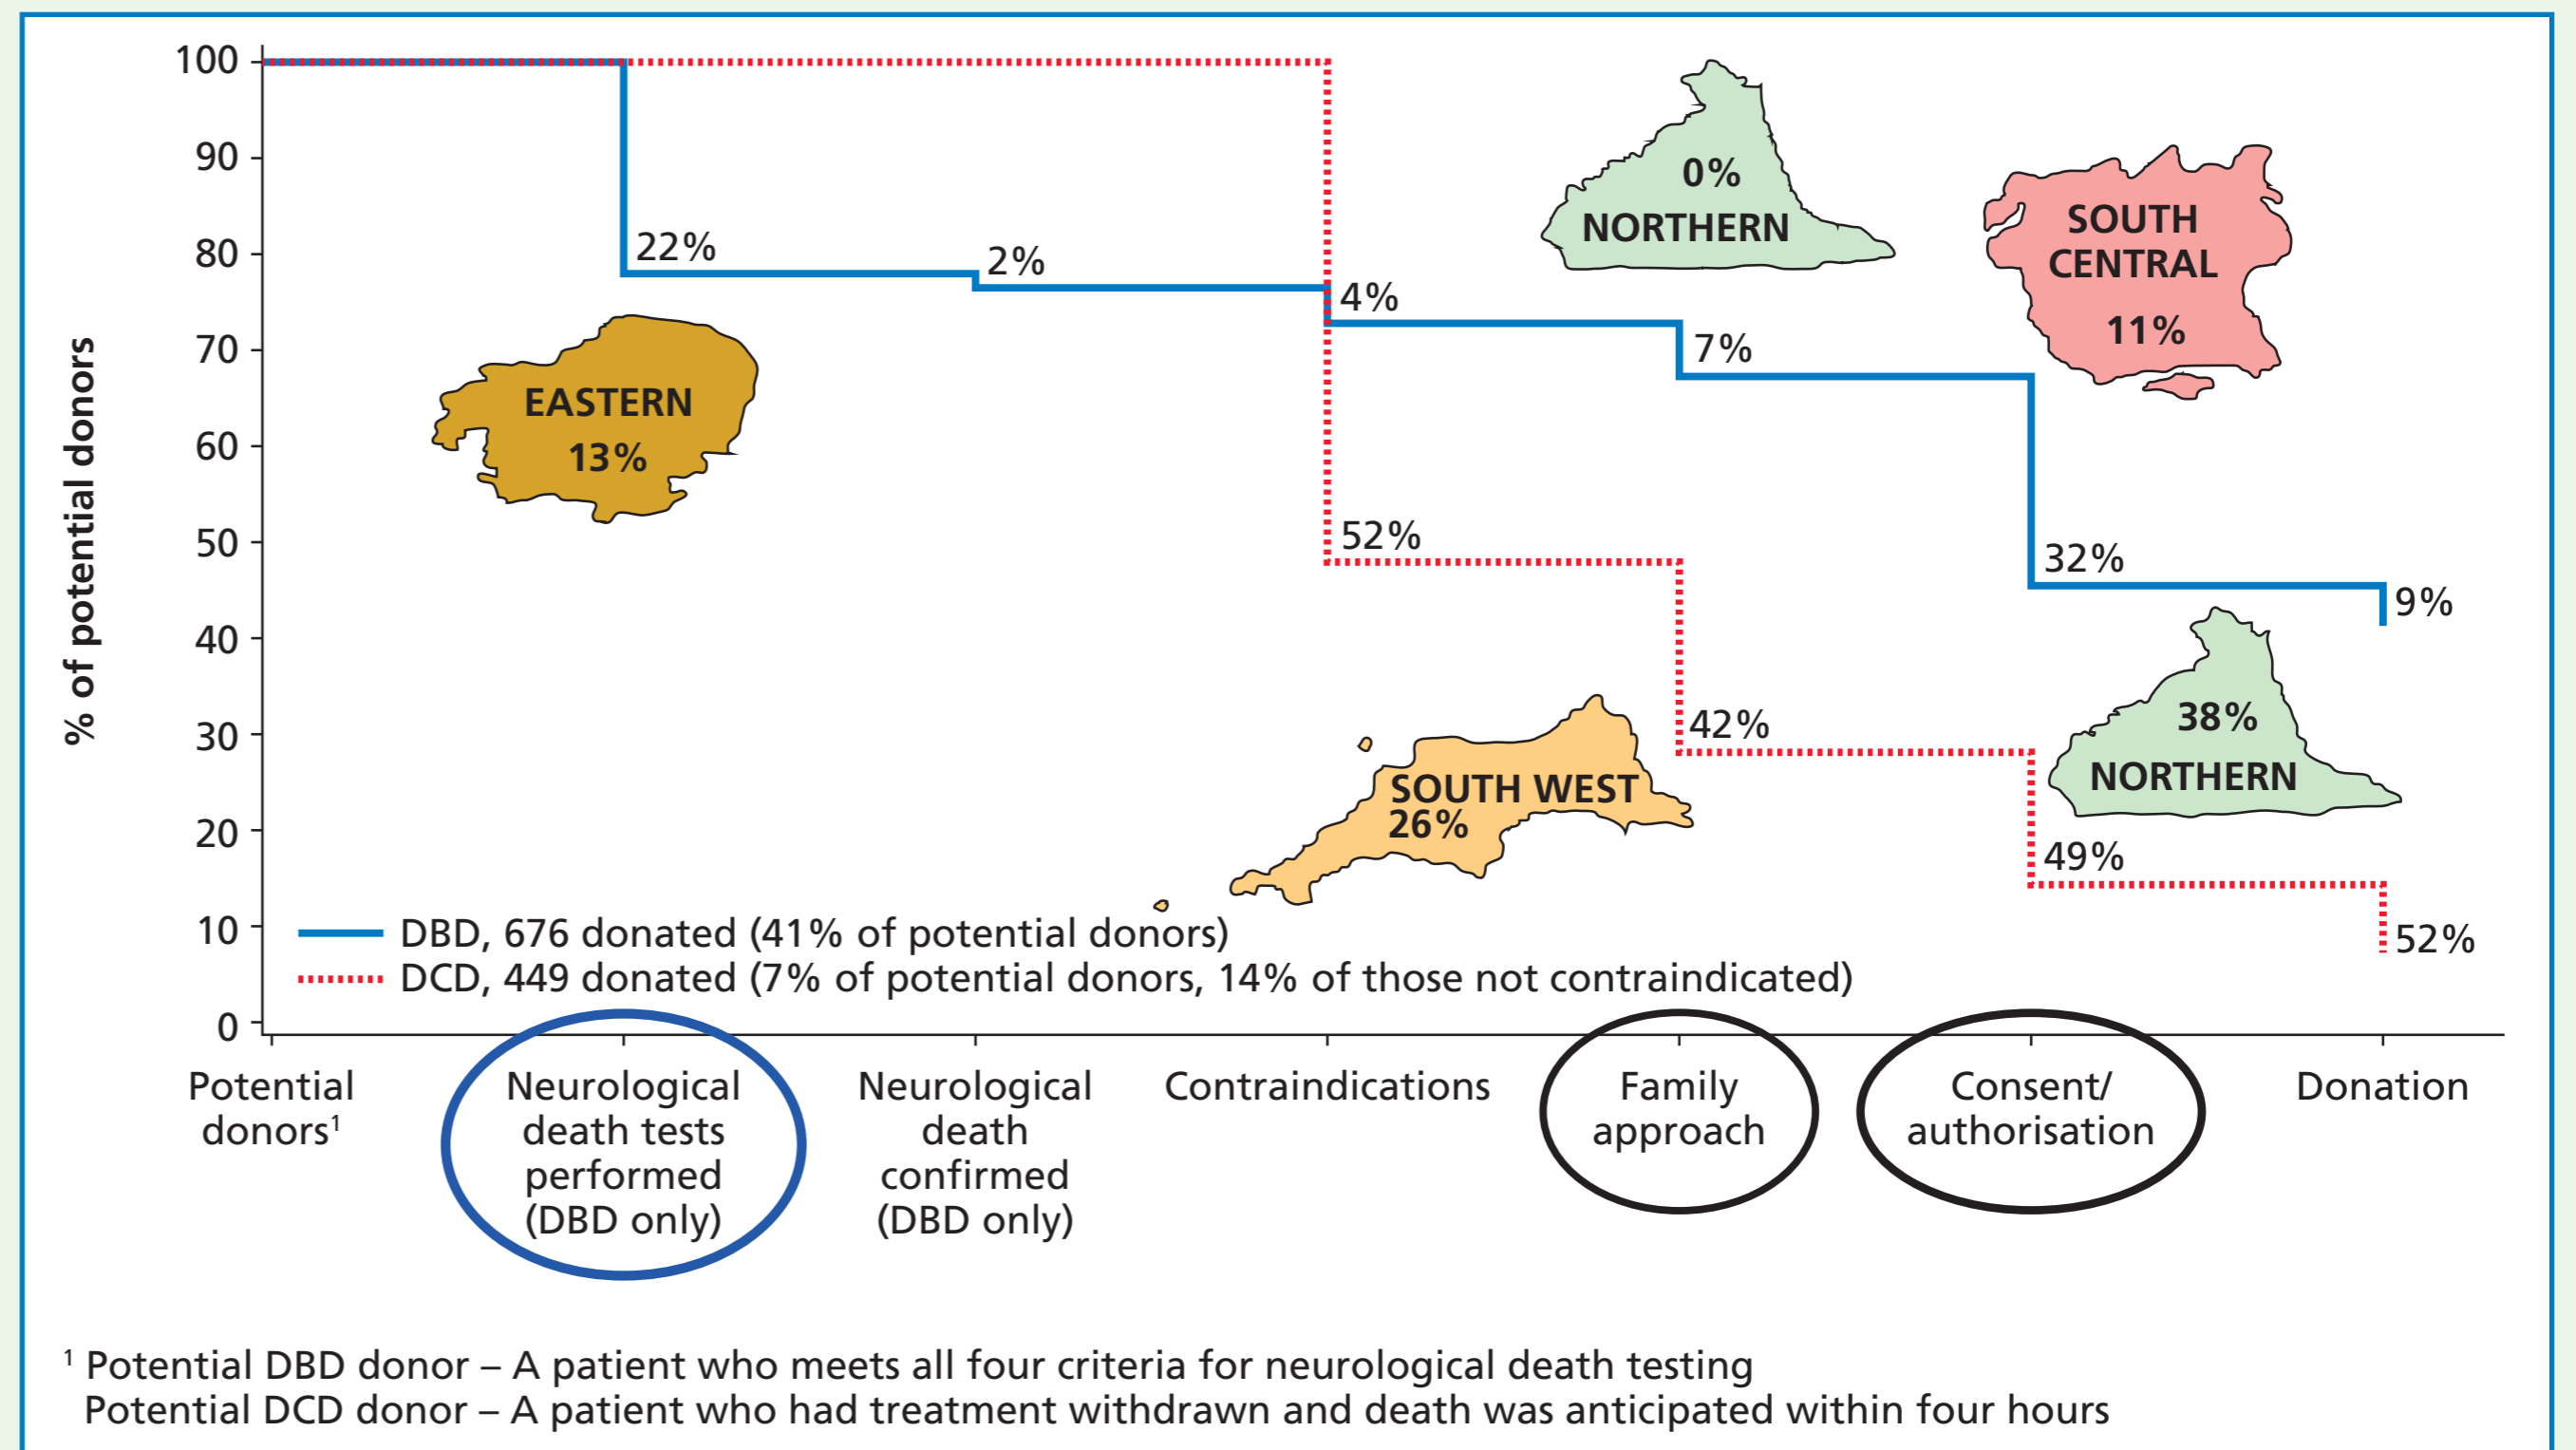 % of potential donors
100
90
80
70
60
50
40
30
20
10
0
22%
2%
4%
7%
32%
9%
52%
42%
49%
52%
EASTERN
13%
0%
NORTHERN
SOUTH
CENTRAL
11%
SOUTH WEST
26%
38%
NORTHERN
DBD, 676 donated (41% of potential donors)
DCD, 449 donated (7% of potential donors, 14% of those not contraindicated)
Potential
donors¹
Neurological
death tests
performed
(DBD only)
Neurological
death
confirmed
(DBD only)
Contraindications
Family
approach
Consent/
authorisation
Donation
¹ Potential DBD donor – A patient who meets all four criteria for neurological death testing
Potential DCD donor – A patient who had treatment withdrawn and death was anticipated within four hours